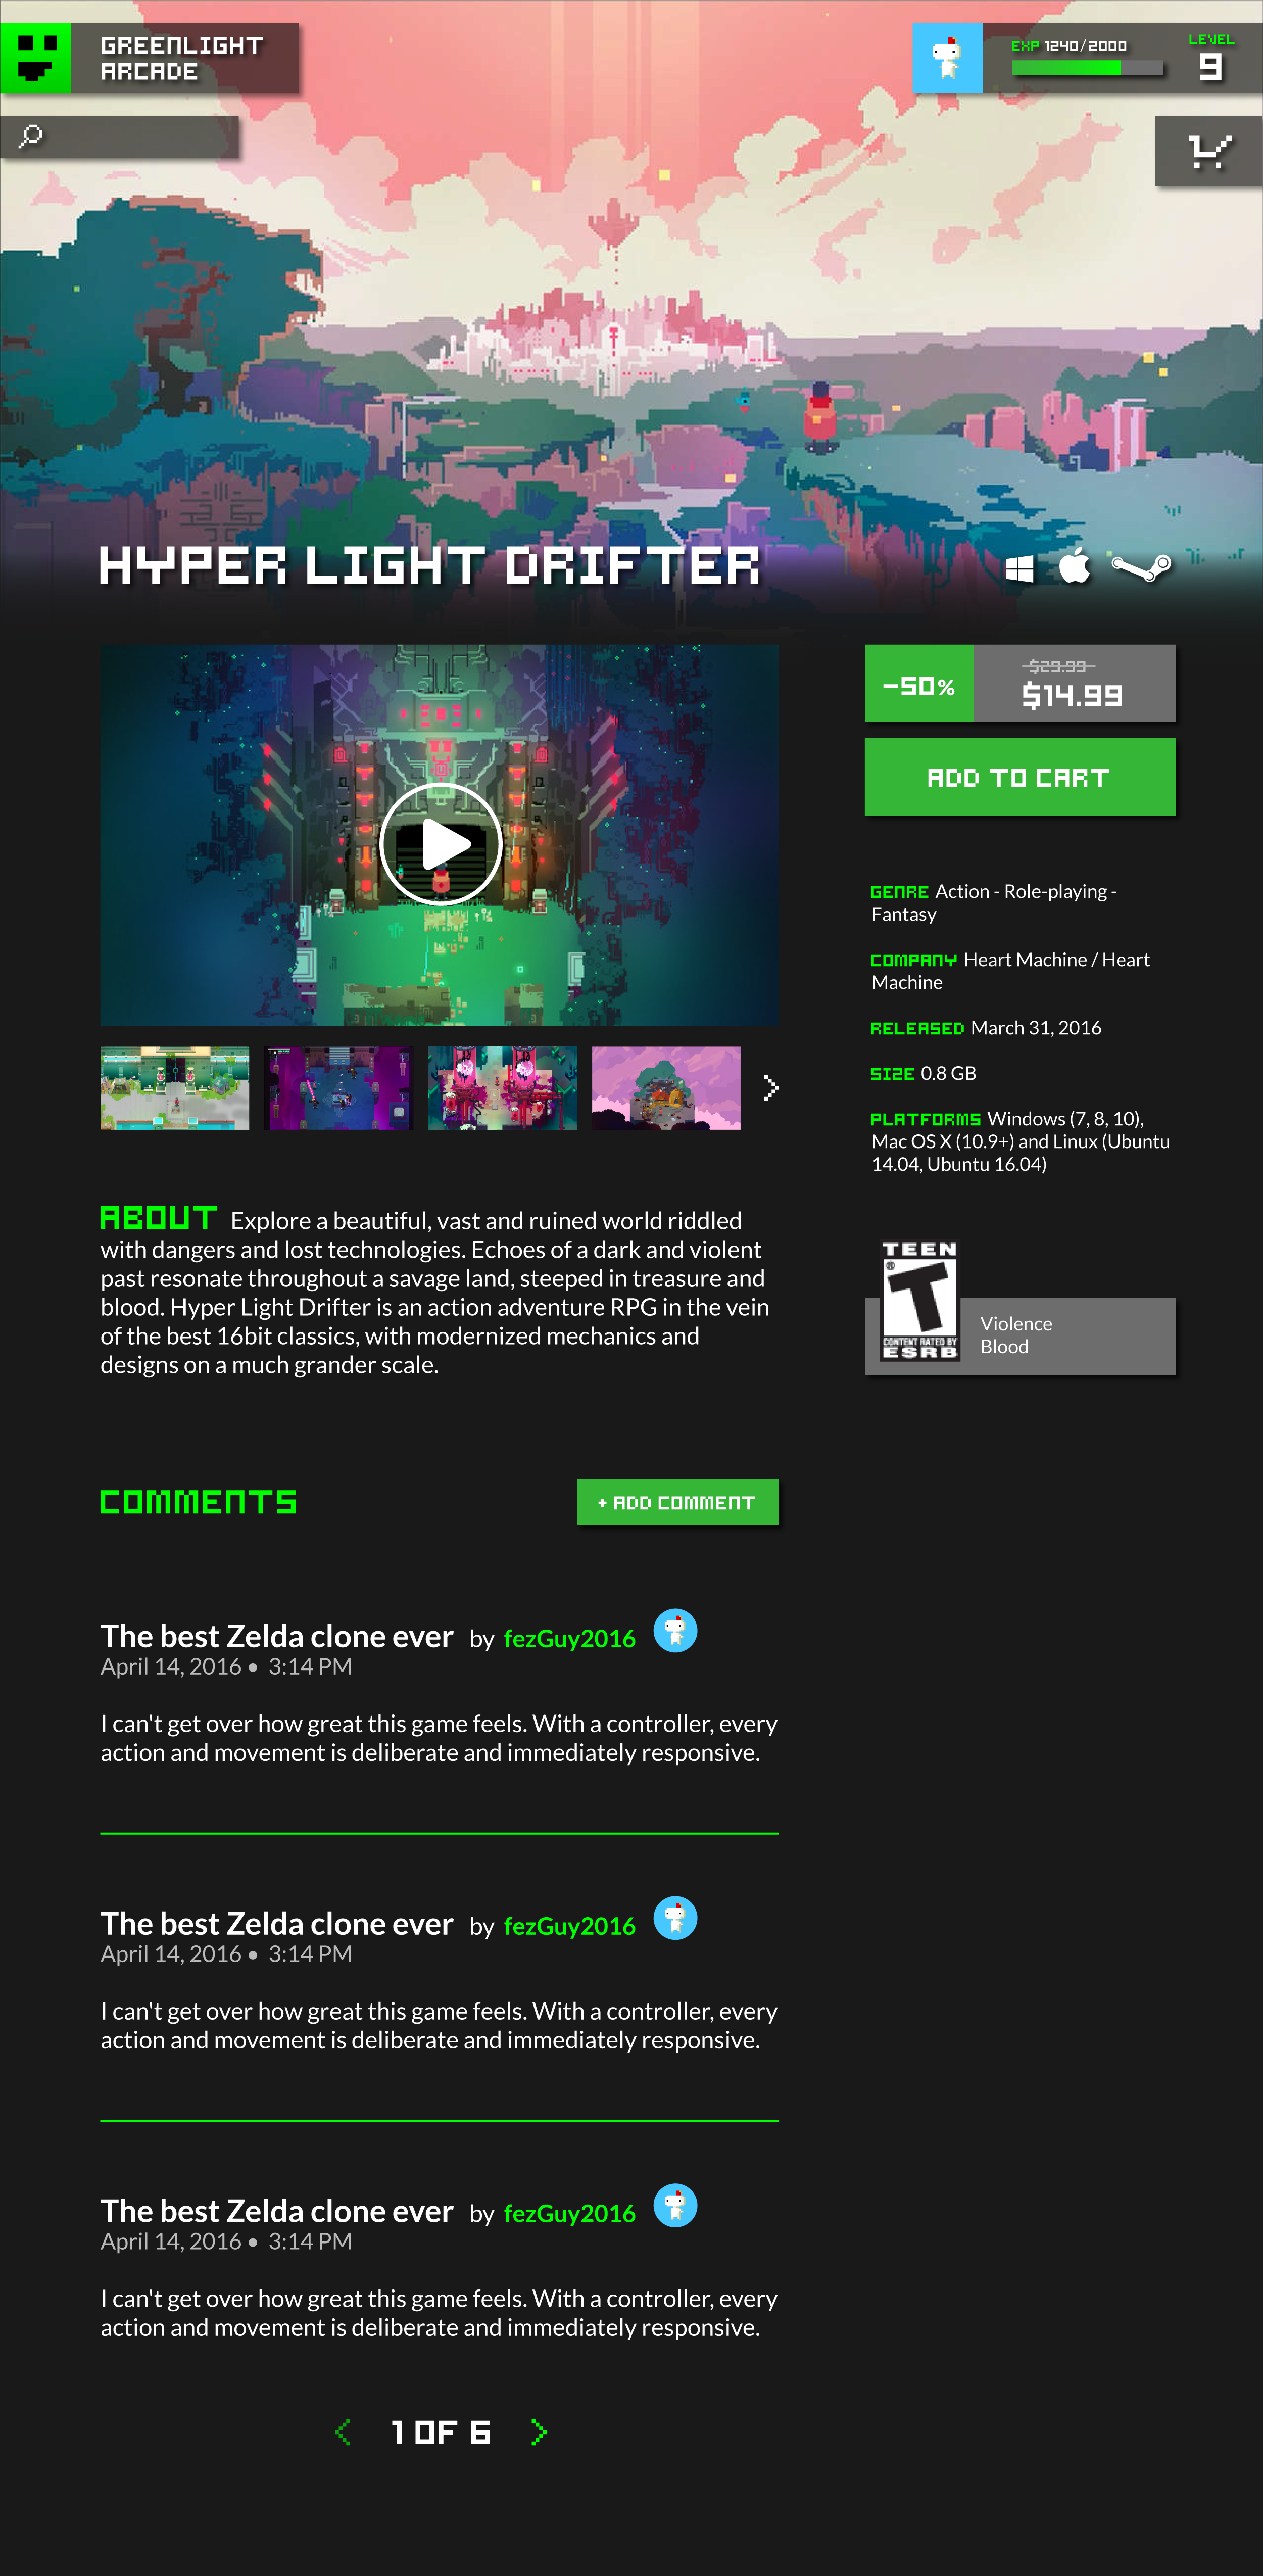 GREENLIGHT
ARCADE
EXP 1240/2000
LEVEL
9
HYPER LIGHT DRIFTER
-50%
$29.99
$14.99
ADD TO CART
GENRE Action - Role-playing -
Fantasy
COMPANY Heart Machine / Heart
Machine
RELEASED March 31, 2016
SIZE 0.8 GB
PLATFORMS Windows (7, 8, 10),
Mac OS X (10.9+) and Linux (Ubuntu
14.04, Ubuntu 16.04)
TEEN
T
®
CONTENT RATED BY
ESRB
Violence
Blood
ABOUT Explore a beautiful, vast and ruined world riddled
with dangers and lost technologies. Echoes of a dark and violent
past resonate throughout a savage land, steeped in treasure and
blood. Hyper Light Drifter is an action adventure RPG in the vein
of the best 16bit classics, with modernized mechanics and
designs on a much grander scale.
COMMENTS
+ ADD COMMENT
The best Zelda clone ever by fezGuy2016
April 14, 2016 • 3:14 PM
I can't get over how great this game feels. With a controller, every
action and movement is deliberate and immediately responsive.
The best Zelda clone ever by fezGuy2016
April 14, 2016 • 3:14 PM
I can't get over how great this game feels. With a controller, every
action and movement is deliberate and immediately responsive.
The best Zelda clone ever by fezGuy2016
April 14, 2016 • 3:14 PM
I can't get over how great this game feels. With a controller, every
action and movement is deliberate and immediately responsive.
1 OF 6